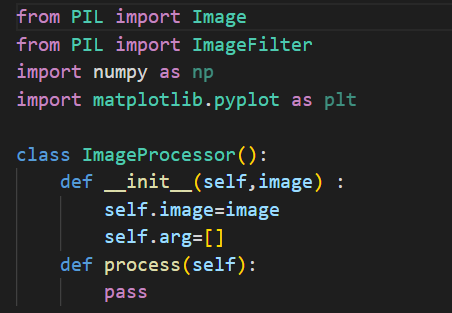 from PIL import Image
from PIL import ImageFilter
import numpy as np
import matplotlib.pyplot as plt

class ImageProcessor():
    def __init__(self,image) :
        self.image=image
        self.arg=[]
    def process(self):
        pass